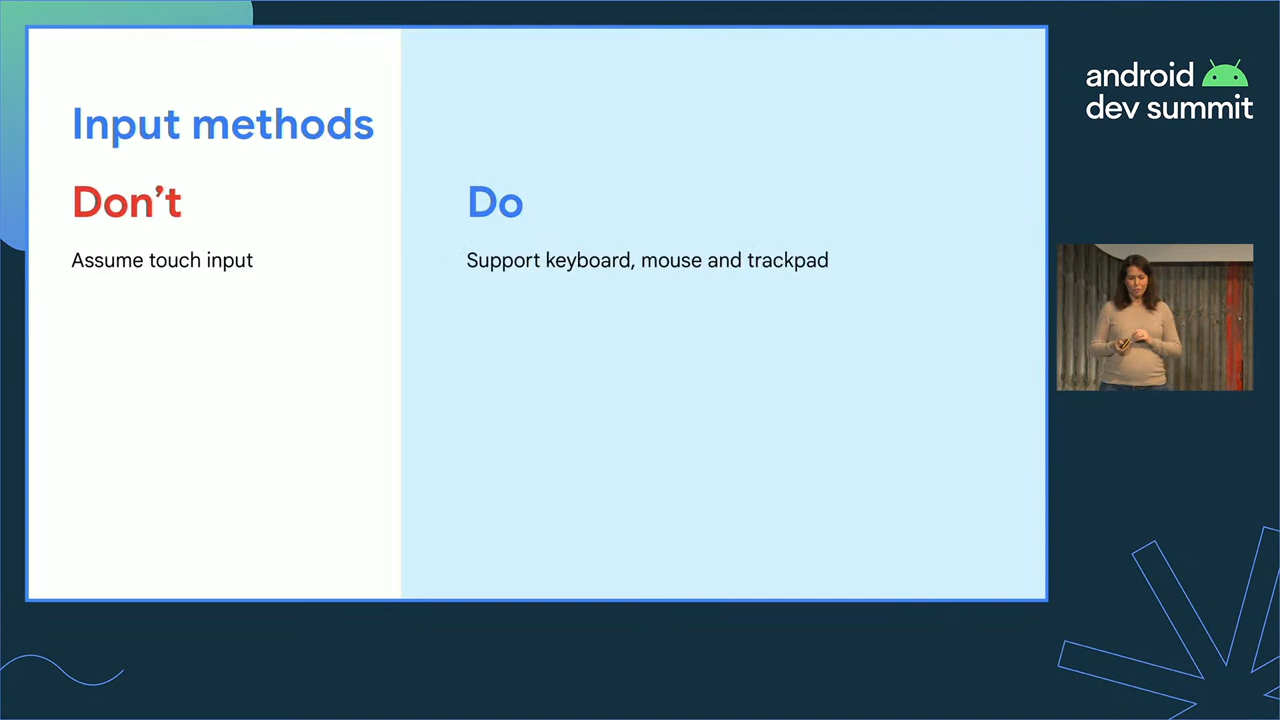 Input methods
Don’t
Assume touch input
Do
Support keyboard, mouse and trackpad
android
dev summit